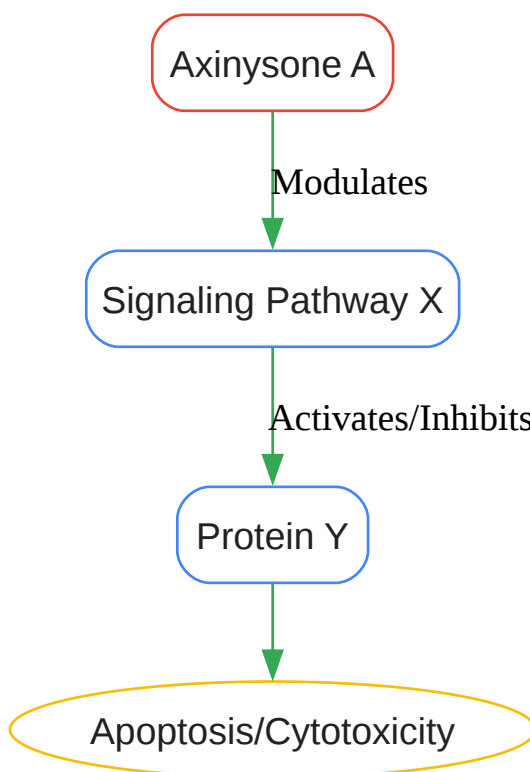 Axinysone A
Modulates
Signaling Pathway X
Activates/Inhibits
Protein Y
Apoptosis/Cytotoxicity